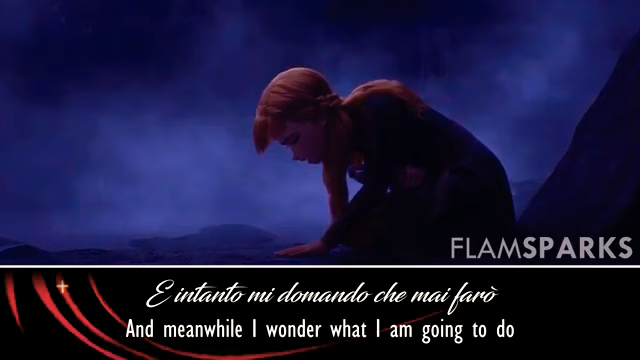 FLAMSPARKS
E intanto mi domando che mai farò
And meanwhile I wonder what I am going to do